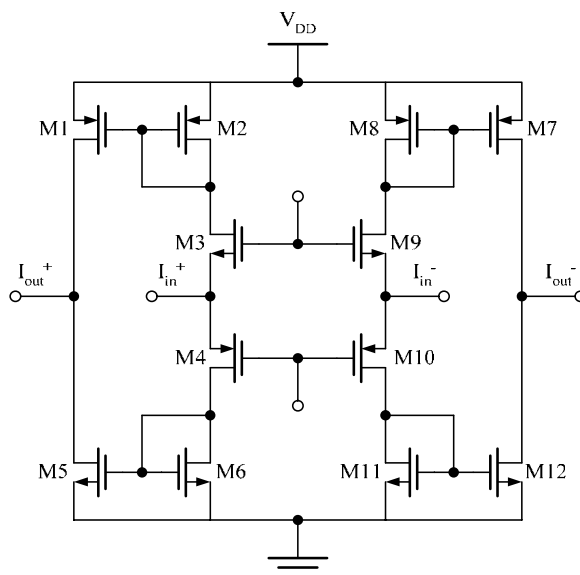 V_DD
M1 M2 M8 M7
M3 M9
I_out^+ I_in^+ I_in^- I_out^-
M4 M10
M5 M6 M11 M12